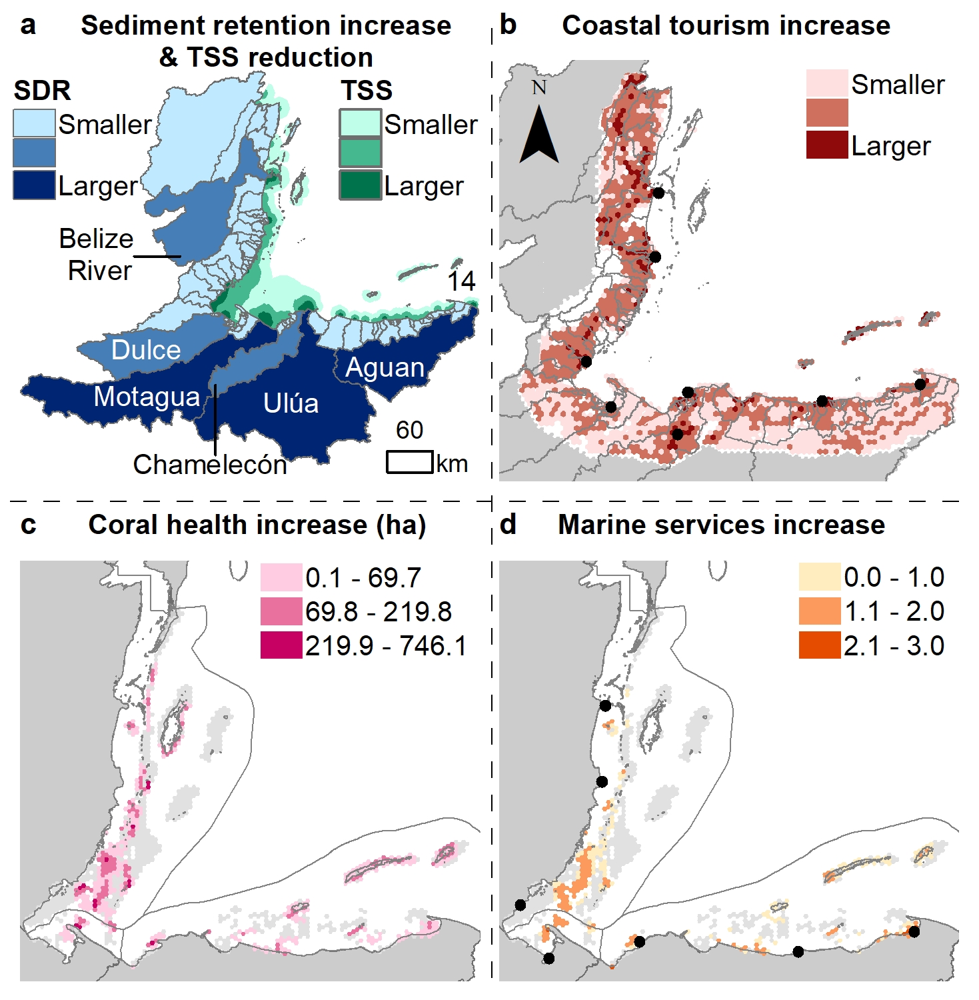 a Sediment retention increase
& TSS reduction
SDR
Smaller
Larger
TSS
Smaller
Larger
Belize
River
14
Dulce
Motagua
Aguan
Ulúa
Chamelecón
60
km
b Coastal tourism increase
N
Smaller
Larger
c Coral health increase (ha)
0.1 - 69.7
69.8 - 219.8
219.9 - 746.1
d Marine services increase
0.0 - 1.0
1.1 - 2.0
2.1 - 3.0